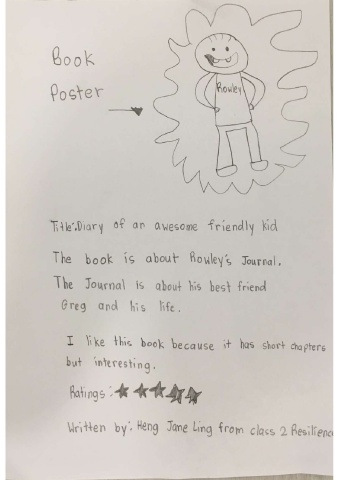 Book
Poster
Rowley
Title:Diary of an awesome friendly kid
The book is about Rowley's Journal.
The Journal is about his best friend
Greg and his life.
I like this book because it has short chapters
but interesting.
Ratings:★★★★★
Written by: Heng Jane Ling from class 2 Resilience